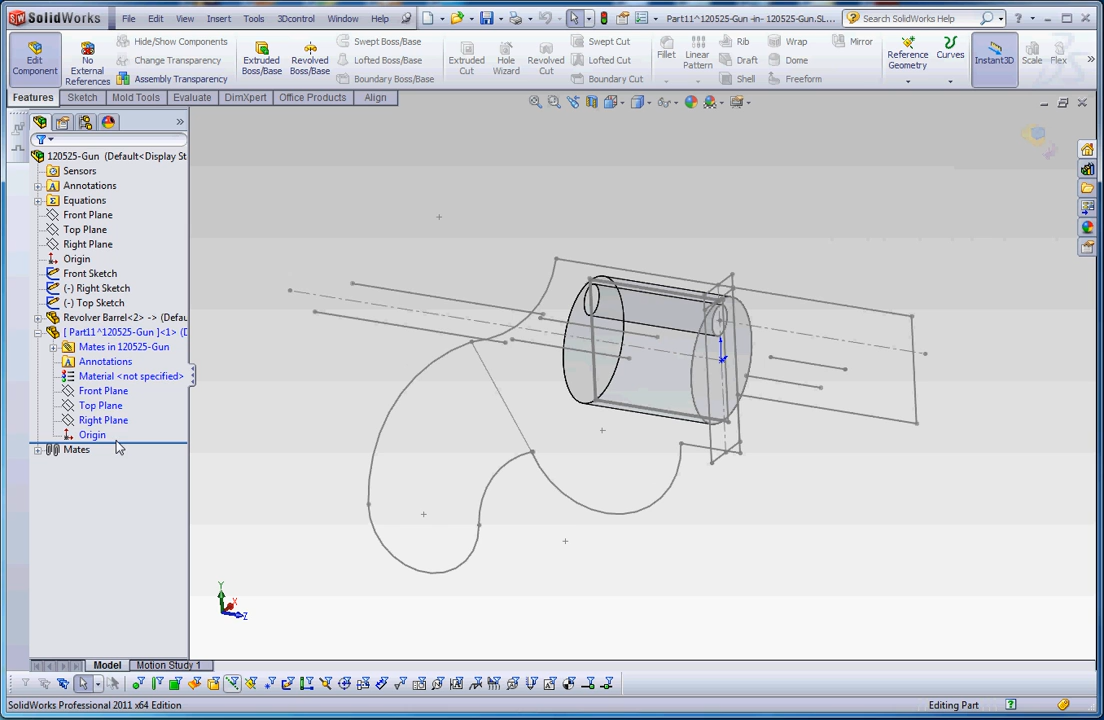 SolidWorks File Edit View Insert Tools 3Dcontrol Window Help Part11^120525-Gun -in- 120525-Gun.SL... Search SolidWorks Help
Edit Component
No External References
Hide/Show Components
Change Transparency
Assembly Transparency
Extruded Boss/Base
Revolved Boss/Base
Swept Boss/Base
Lofted Boss/Base
Boundary Boss/Base
Extruded Cut
Hole Wizard
Revolved Cut
Swept Cut
Lofted Cut
Boundary Cut
Fillet
Linear Pattern
Rib
Draft
Shell
Wrap
Dome
Freeform
Mirror
Reference Geometry
Curves
Instant3D
Scale
Flex
Features Sketch Mold Tools Evaluate DimXpert Office Products Align
120525-Gun (Default<Display St
Sensors
Annotations
Equations
Front Plane
Top Plane
Right Plane
Origin
Front Sketch
(-) Right Sketch
(-) Top Sketch
Revolver Barrel<2> -> (Defau
[ Part11^120525-Gun ]<1> (D
Mates in 120525-Gun
Annotations
Material <not specified>
Front Plane
Top Plane
Right Plane
Origin
Mates
Y
X
Z
Model Motion Study 1
SolidWorks Professional 2011 x64 Edition Editing Part